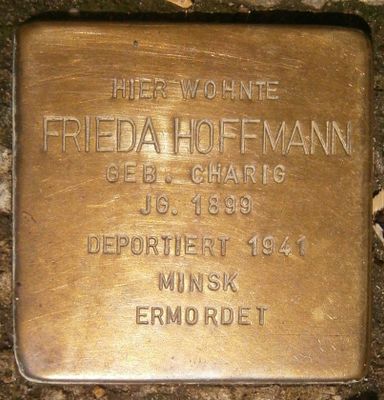 HIER WOHNTE
FRIEDA HOFFMANN
GEB. CHARIG
JG. 1899
DEPORTIERT 1941
MINSK
ERMORDET